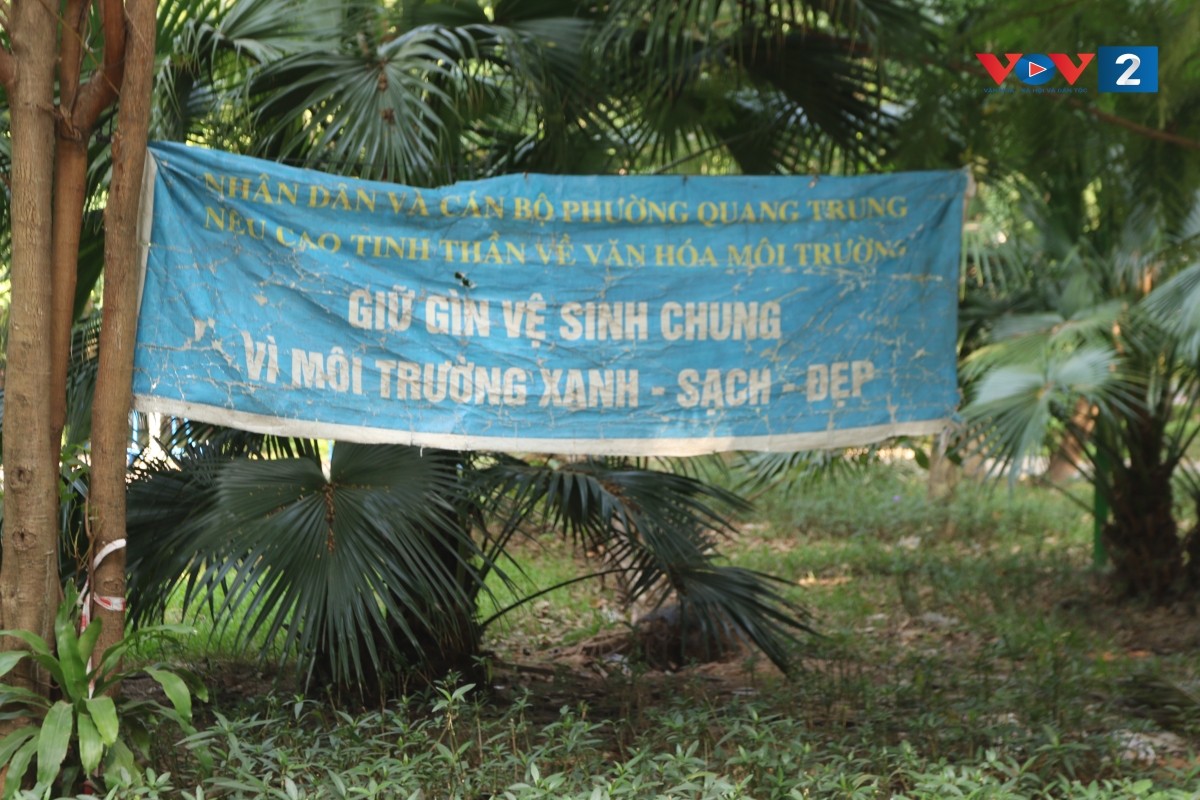 VOV 2
NHÂN DÂN VÀ CÁN BỘ PHƯỜNG QUANG TRUNG
NÊU CAO TINH THẦN VỀ VĂN HÓA MÔI TRƯỜNG
GIỮ GÌN VỆ SINH CHUNG
VÌ MÔI TRƯỜNG XANH - SẠCH - ĐẸP